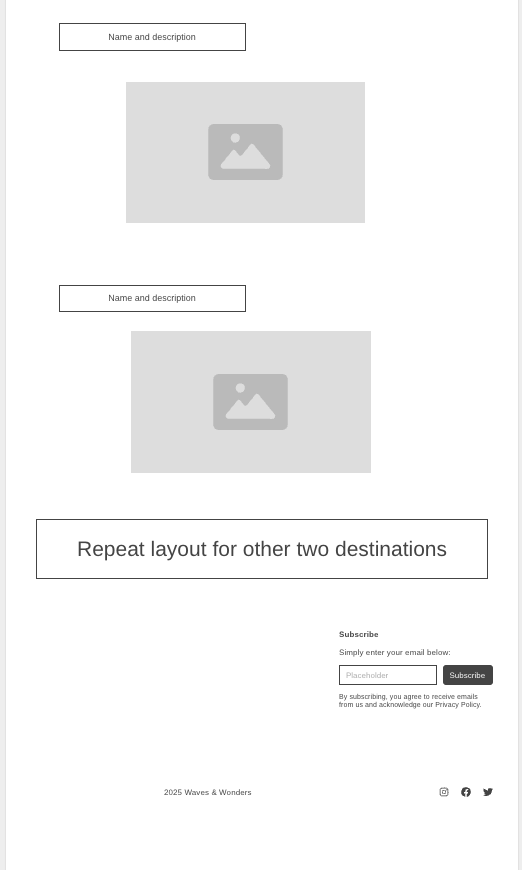 Name and description
Name and description
Repeat layout for other two destinations
Subscribe
Simply enter your email below:
Placeholder
Subscribe
By subscribing, you agree to receive emails
from us and acknowledge our Privacy Policy.
2025 Waves & Wonders